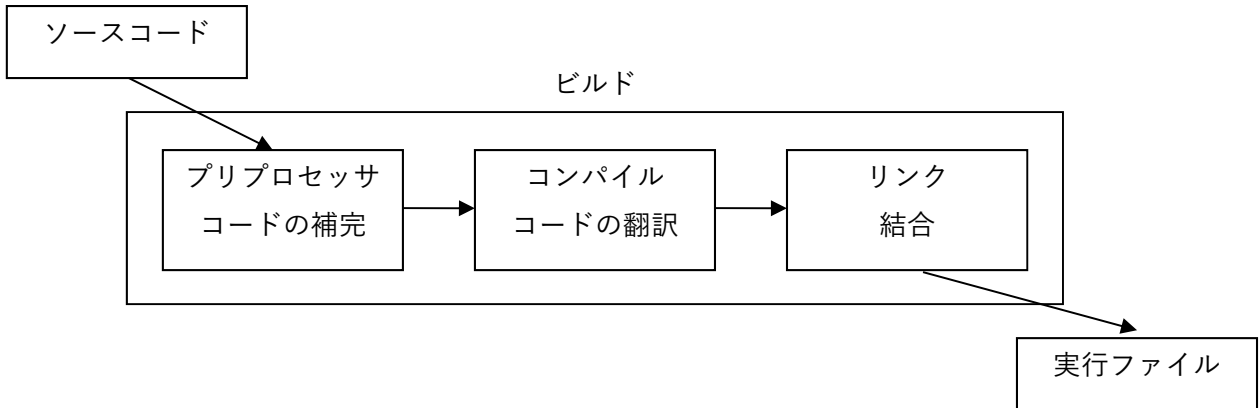 ソースコード
ビルド
プリプロセッサ
コードの補完
コンパイル
コードの翻訳
リンク
結合
実行ファイル